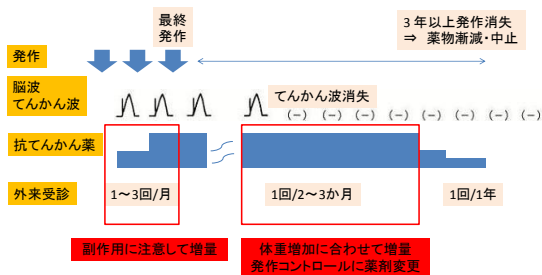 最終
発作
3年以上発作消失
⇒ 薬物漸減・中止
発作
脳波
てんかん波
てんかん波消失
(-) (-) (-) (-) (-) (-) (-) (-)
抗てんかん薬
外来受診
1～3回/月
1回/2～3か月
1回/1年
副作用に注意して増量
体重増加に合わせて増量
発作コントロールに薬剤変更